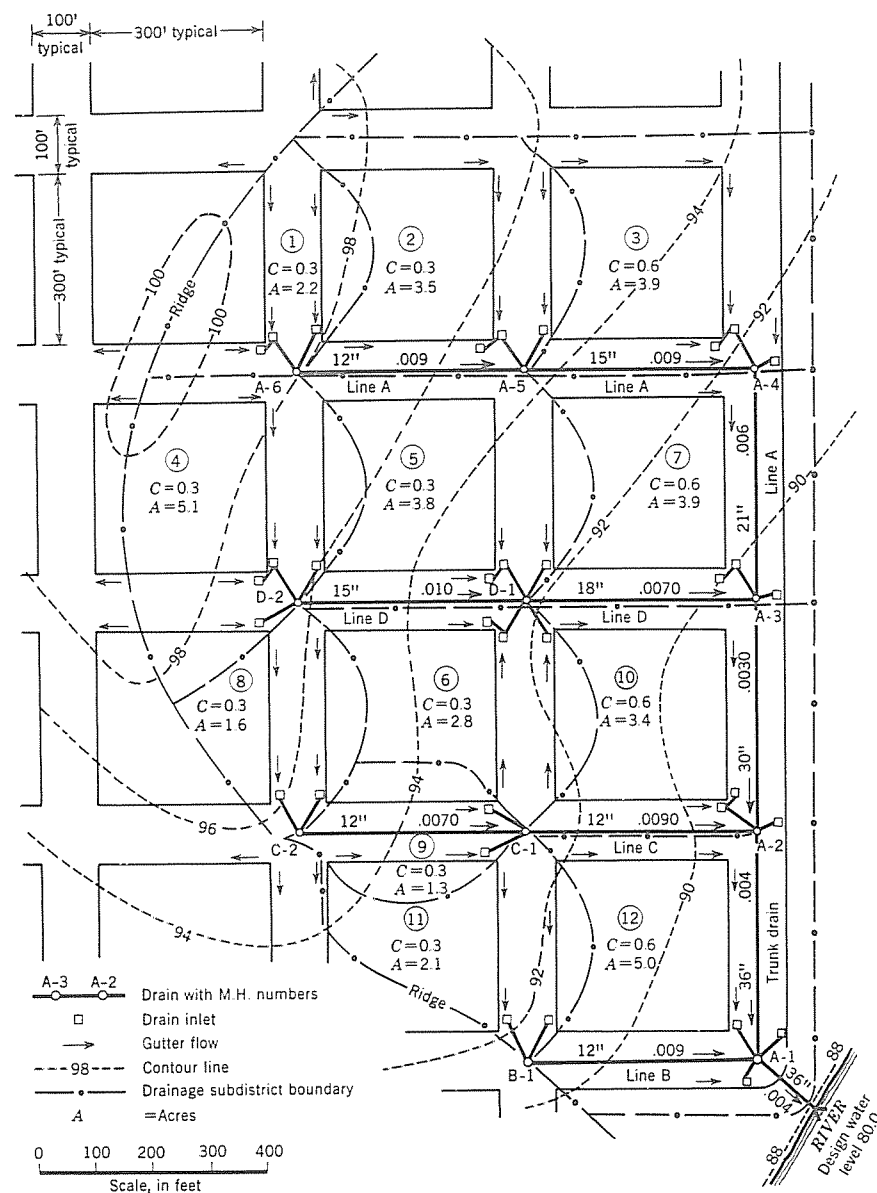 100'
typical
300' typical
100'
typical
300' typical
100
Ridge
100
98
94
92
90
① 
C=0.3
A=2.2
②
C=0.3
A=3.5
③
C=0.6
A=3.9
12" .009
15" .009
A-6
Line A
A-5
Line A
A-4
④
C=0.3
A=5.1
⑤
C=0.3
A=3.8
⑦
C=0.6
A=3.9
92
.006
21"
Line A
D-2
15" .010
D-1
18" .0070
A-3
Line D
Line D
98
⑧
C=0.3
A=1.6
⑥
C=0.3
A=2.8
⑩
C=0.6
A=3.4
.0030
30"
94
96
12" .0070
12" .0090
C-2
C-1
Line C
A-2
⑨
C=0.3
A=1.3
94
90
.004
36"
Trunk drain
⑪
C=0.3
A=2.1
⑫
C=0.6
A=5.0
92
Ridge
12" .009
B-1
Line B
A-1
36"
.004
88
88
RIVER
Design water
level 80.0
A-3 A-2
Drain with M.H. numbers
Drain inlet
Gutter flow
98
Contour line
Drainage subdistrict boundary
A =Acres
0 100 200 300 400
Scale, in feet